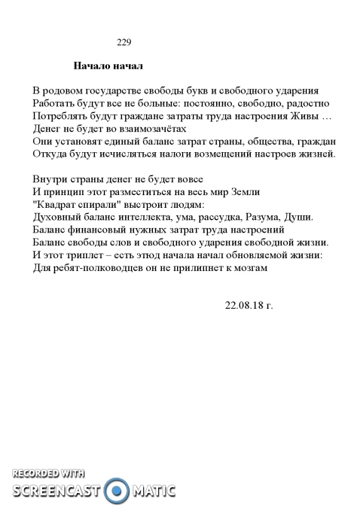 229
Начало начал
В родовом государстве свободы букв и свободного ударения
Работать будут все не больные: постоянно, свободно, радостно
Потреблять будут граждане затраты труда настроения Живы …
Денег не будет во взаимозачётах
Они установят единый баланс затрат страны, общества, граждан
Откуда будут исчисляться налоги возмещений настроев жизней.
Внутри страны денег не будет вовсе
И принцип этот разместиться на весь мир Земли
"Квадрат спирали" выстроит людям:
Духовный баланс интеллекта, ума, рассудка, Разума, Души.
Баланс финансовый нужных затрат труда настроений
Баланс свободы слов и свободного ударения свободной жизни.
И этот триплет – есть этюд начала начал обновляемой жизни:
Для ребят-полководцев он не прилипнет к мозгам
22.08.18 г.
RECORDED WITH
SCREENCAST MATIC